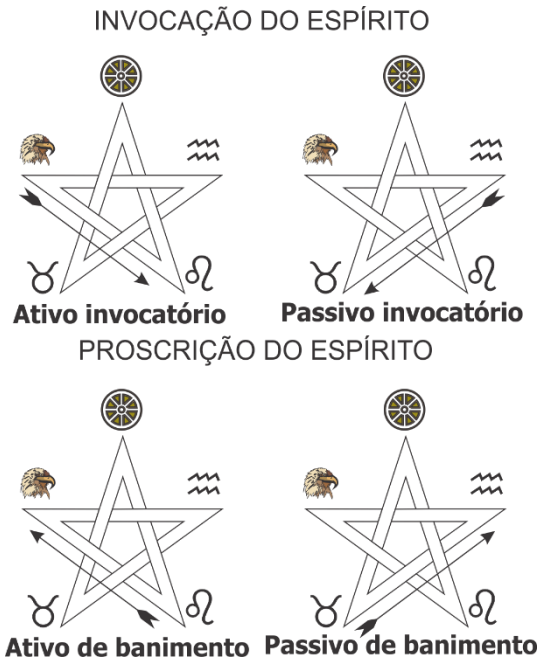 INVOCAÇÃO DO ESPÍRITO
Ativo invocatório
Passivo invocatório
PROSCRIÇÃO DO ESPÍRITO
Ativo de banimento
Passivo de banimento